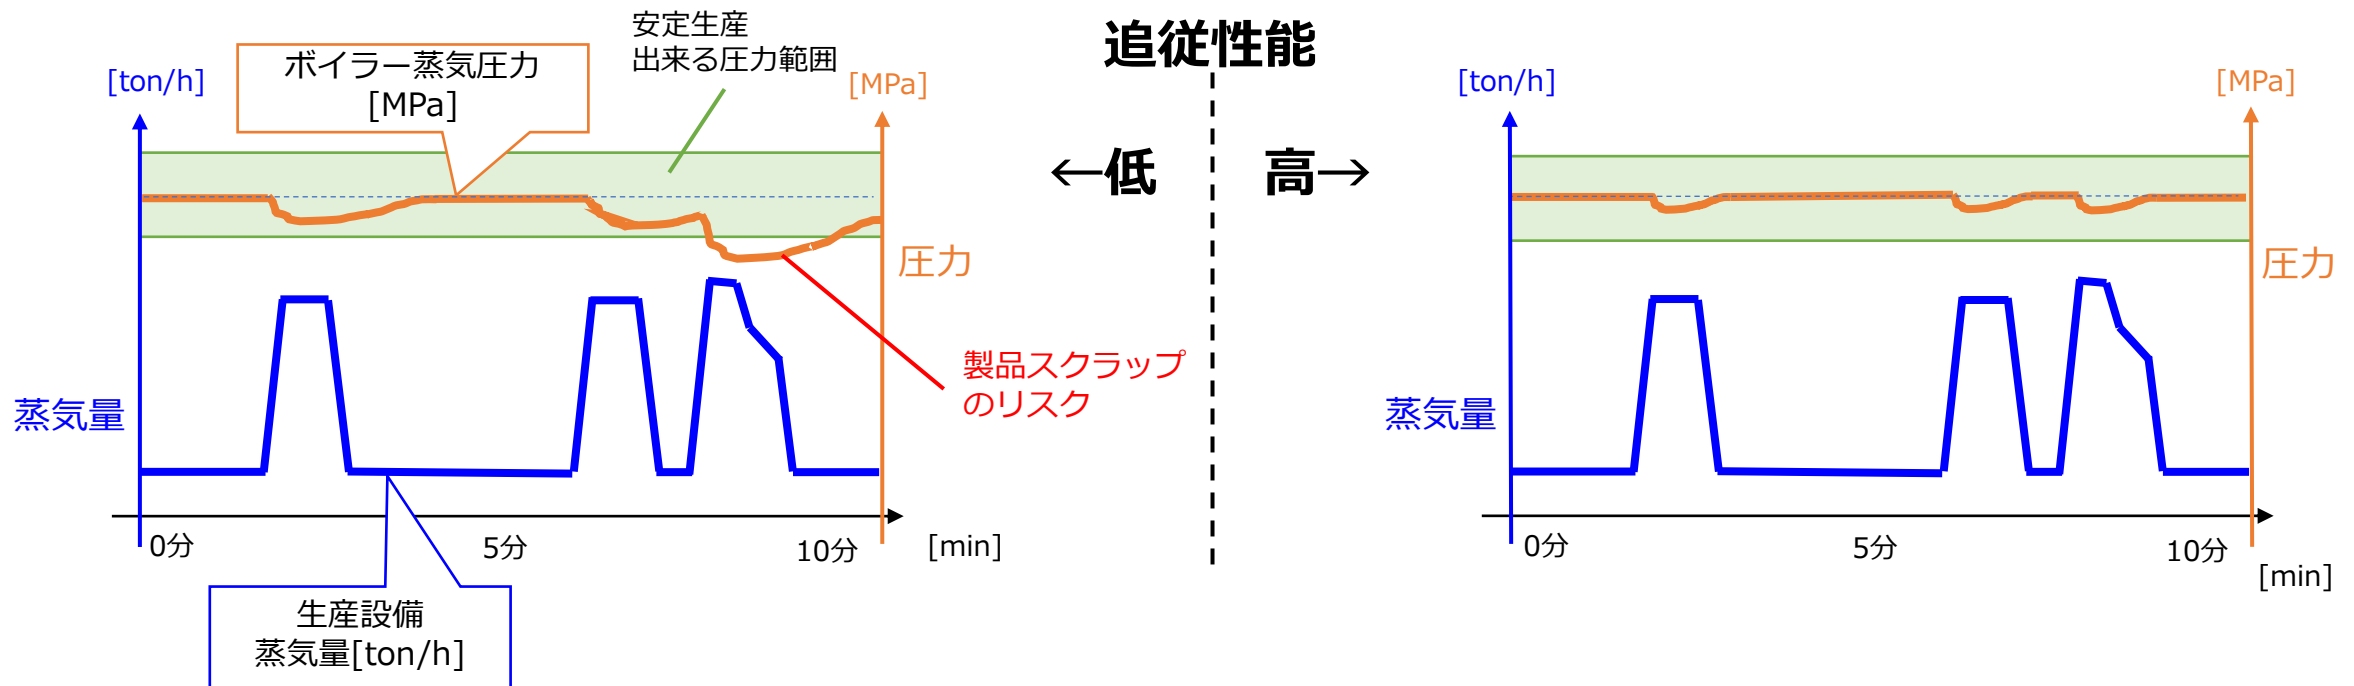 追従性能
←低
高→
安定生産
出来る圧力範囲
ボイラー蒸気圧力
[MPa]
[ton/h]
[MPa]
圧力
蒸気量
製品スクラップ
のリスク
0分
5分
10分
[min]
生産設備
蒸気量[ton/h]
[ton/h]
[MPa]
圧力
蒸気量
0分
5分
10分
[min]